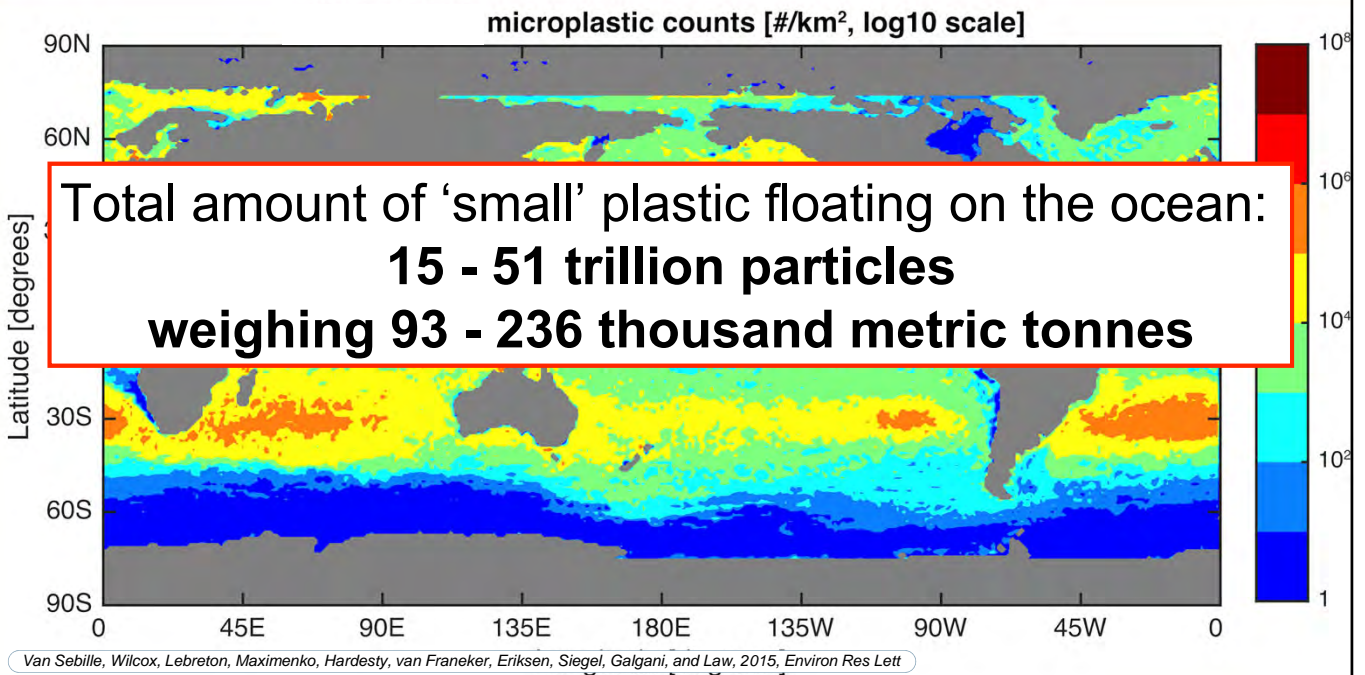 microplastic counts [#/km², log10 scale]
90N
60N
Total amount of ‘small’ plastic floating on the ocean:
15 - 51 trillion particles
weighing 93 - 236 thousand metric tonnes
30S
60S
90S
Latitude [degrees]
0 45E 90E 135E 180E 135W 90W 45W 0
10⁸
10⁶
10⁴
10²
1
Van Sebille, Wilcox, Lebreton, Maximenko, Hardesty, van Franeker, Eriksen, Siegel, Galgani, and Law, 2015, Environ Res Lett